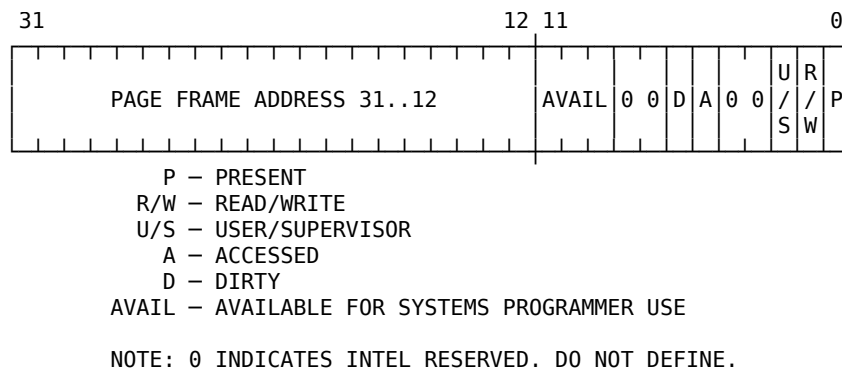 31 12 11 0
PAGE FRAME ADDRESS 31..12 AVAIL 0 0 D A 0 0 U/S R/W P
P — PRESENT
R/W — READ/WRITE
U/S — USER/SUPERVISOR
A — ACCESSED
D — DIRTY
AVAIL — AVAILABLE FOR SYSTEMS PROGRAMMER USE
NOTE: 0 INDICATES INTEL RESERVED. DO NOT DEFINE.